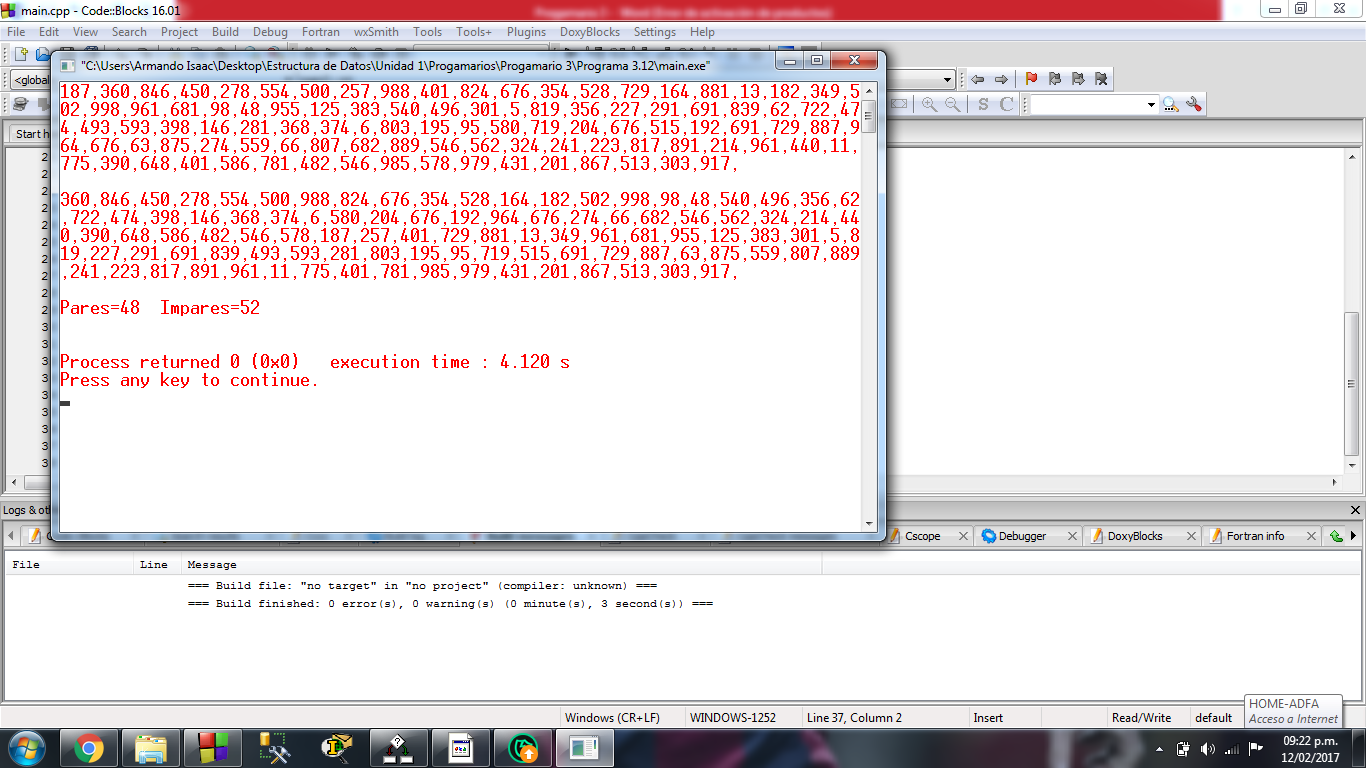 main.cpp - Code::Blocks 16.01
File Edit View Search Project Build Debug Fortran wxSmith Tools Tools+ Plugins DoxyBlocks Settings Help
"C:\Users\Armando Isaac\Desktop\Estructura de Datos\Unidad 1\Progamarios\Progamario 3\Programa 3.12\main.exe"
<global
S C
Start h
187,360,846,450,278,554,500,257,988,401,824,676,354,528,729,164,881,13,182,349,5
02,998,961,681,98,48,955,125,383,540,496,301,5,819,356,227,291,691,839,62,722,47
4,493,593,398,146,281,368,374,6,803,195,95,580,719,204,676,515,192,691,729,887,9
64,676,63,875,274,559,66,807,682,889,546,562,324,241,223,817,891,214,961,440,11,
775,390,648,401,586,781,482,546,985,578,979,431,201,867,513,303,917,
360,846,450,278,554,500,988,824,676,354,528,164,182,502,998,98,48,540,496,356,62
,722,474,398,146,368,374,6,580,204,676,192,964,676,274,66,682,546,562,324,214,44
0,390,648,586,482,546,578,187,257,401,729,881,13,349,961,681,955,125,383,301,5,8
19,227,291,691,839,493,593,281,803,195,95,719,515,691,729,887,63,875,559,807,889
,241,223,817,891,961,11,775,401,781,985,979,431,201,867,513,303,917,
Pares=48  Impares=52
Process returned 0 (0x0)   execution time : 4.120 s
Press any key to continue.
Logs & ot
Cscope Debugger DoxyBlocks Fortran info
File Line Message
=== Build file: "no target" in "no project" (compiler: unknown) ===
=== Build finished: 0 error(s), 0 warning(s) (0 minute(s), 3 second(s)) ===
HOME-ADFA
Acceso a Internet
Windows (CR+LF) WINDOWS-1252 Line 37, Column 2 Insert Read/Write default
09:22 p.m.
12/02/2017